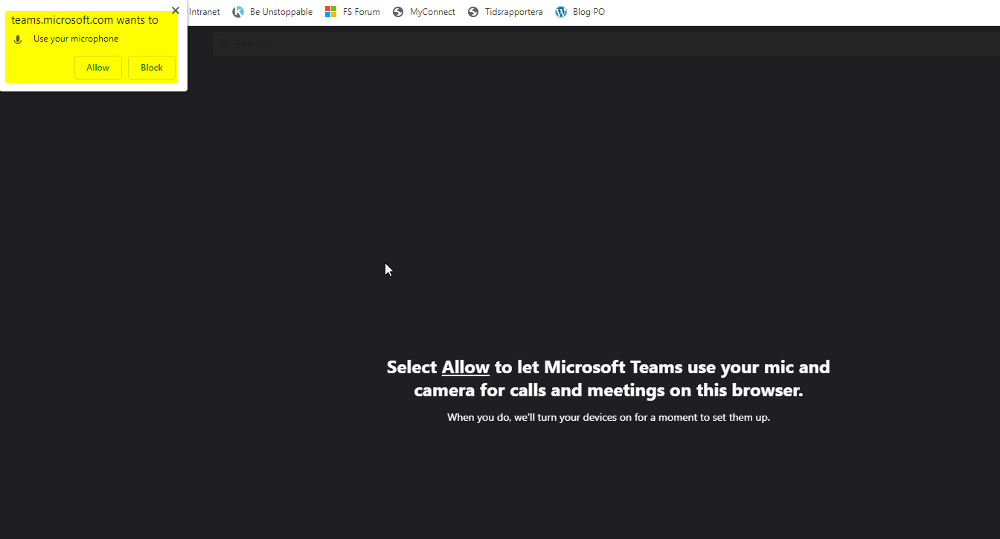 teams.microsoft.com wants to
Use your microphone
Allow
Block
Intranet
Be Unstoppable
FS Forum
MyConnect
Tidsrapportera
Blog PO
Search
Select Allow to let Microsoft Teams use your mic and
camera for calls and meetings on this browser.
When you do, we'll turn your devices on for a moment to set them up.